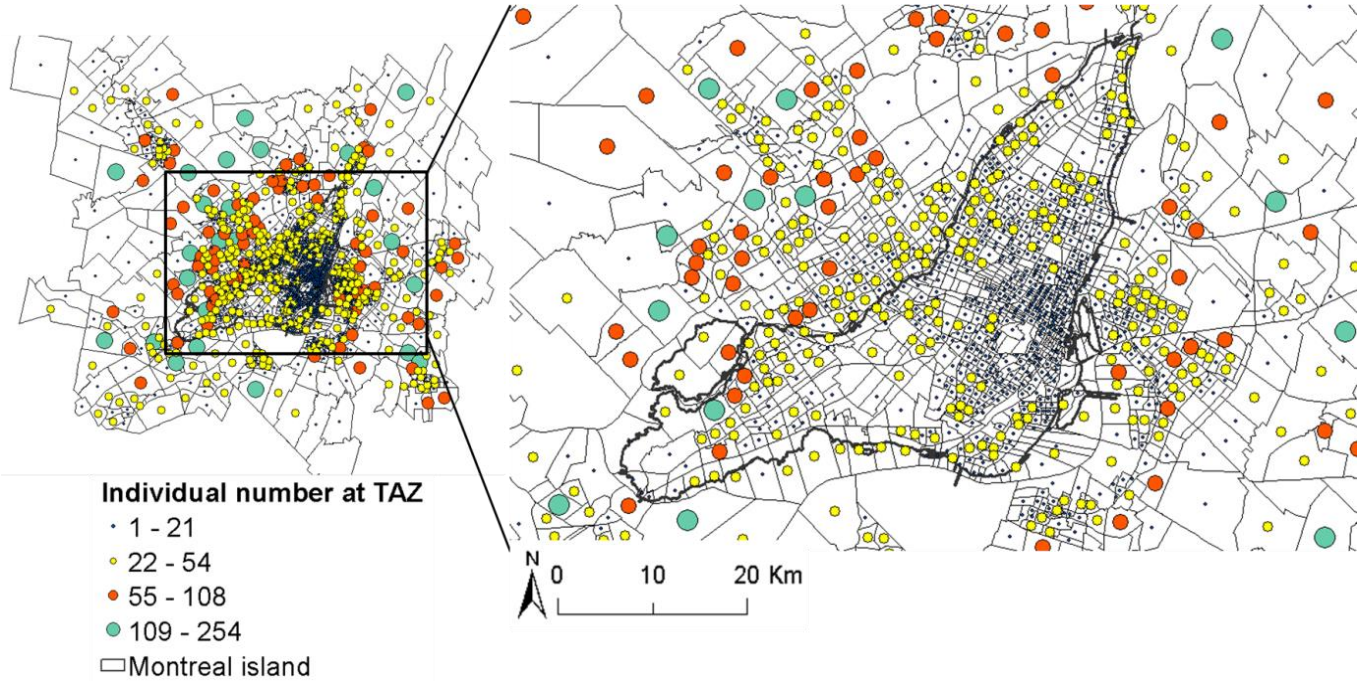 Individual number at TAZ
1 - 21
22 - 54
55 - 108
109 - 254
Montreal island
N
0 10 20 Km